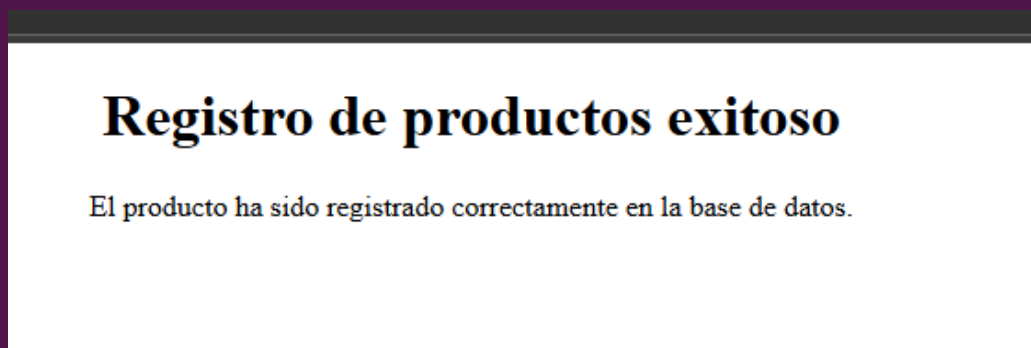 Registro de productos exitoso
El producto ha sido registrado correctamente en la base de datos.